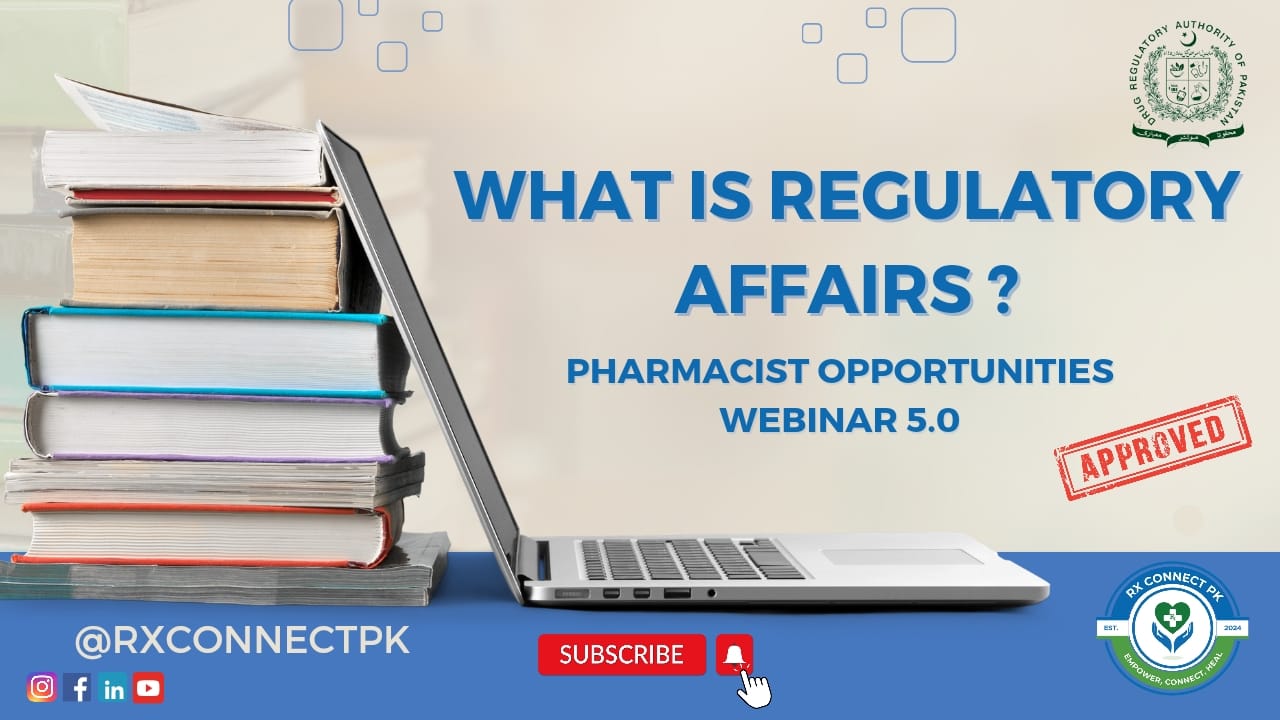 DRUG REGULATORY AUTHORITY OF PAKISTAN
WHAT IS REGULATORY
AFFAIRS ?
PHARMACIST OPPORTUNITIES
WEBINAR 5.0
APPROVED
@RXCONNECTPK
SUBSCRIBE
RX CONNECT PK
EST. 2024
EMPOWER, CONNECT, HEAL